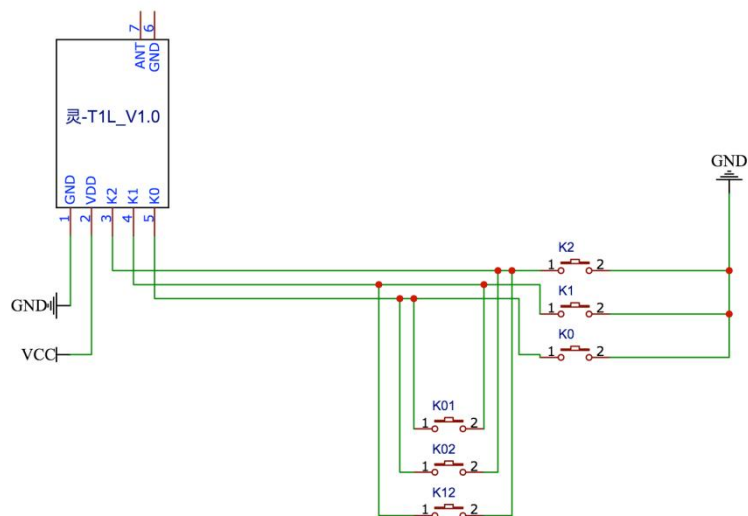 7
6
ANT
GND
灵-T1L_V1.0
GND
VDD
K2
K1
K0
1
2
3
4
5
GND
VCC
GND
K2
1 2
K1
1 2
K0
1 2
K01
1 2
K02
1 2
K12
1 2